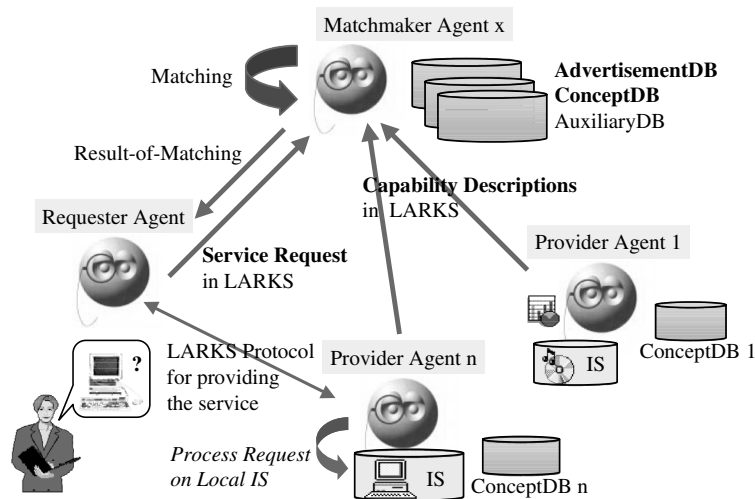 Matchmaker Agent x
Matching
AdvertisementDB
ConceptDB
AuxiliaryDB
Result-of-Matching
Capability Descriptions
in LARKS
Requester Agent
Service Request
in LARKS
Provider Agent 1
ConceptDB 1
IS
LARKS Protocol
for providing
the service
Provider Agent n
?
Process Request
on Local IS
IS
ConceptDB n